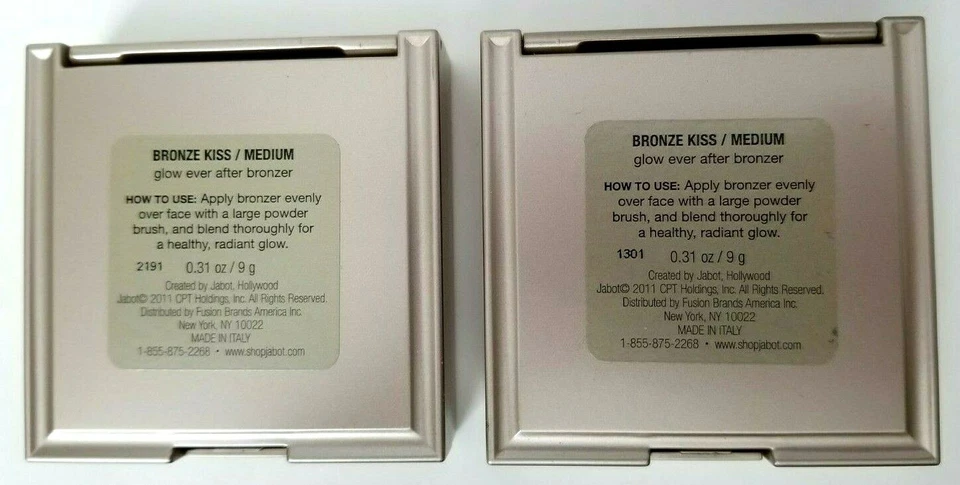 BRONZE KISS / MEDIUM
glow ever after bronzer
HOW TO USE: Apply bronzer evenly
over face with a large powder
brush, and blend thoroughly for
a healthy, radiant glow.
2191 0.31 oz / 9 g
Created by Jabot, Hollywood
Jabot© 2011 CPT Holdings, Inc. All Rights Reserved.
Distributed by Fusion Brands America Inc.
New York, NY 10022
MADE IN ITALY
1-855-875-2268 • www.shopjabot.com
BRONZE KISS / MEDIUM
glow ever after bronzer
HOW TO USE: Apply bronzer evenly
over face with a large powder
brush, and blend thoroughly for
a healthy, radiant glow.
1301 0.31 oz / 9 g
Created by Jabot, Hollywood
Jabot© 2011 CPT Holdings, Inc. All Rights Reserved.
Distributed by Fusion Brands America Inc.
New York, NY 10022
MADE IN ITALY
1-855-875-2268 • www.shopjabot.com